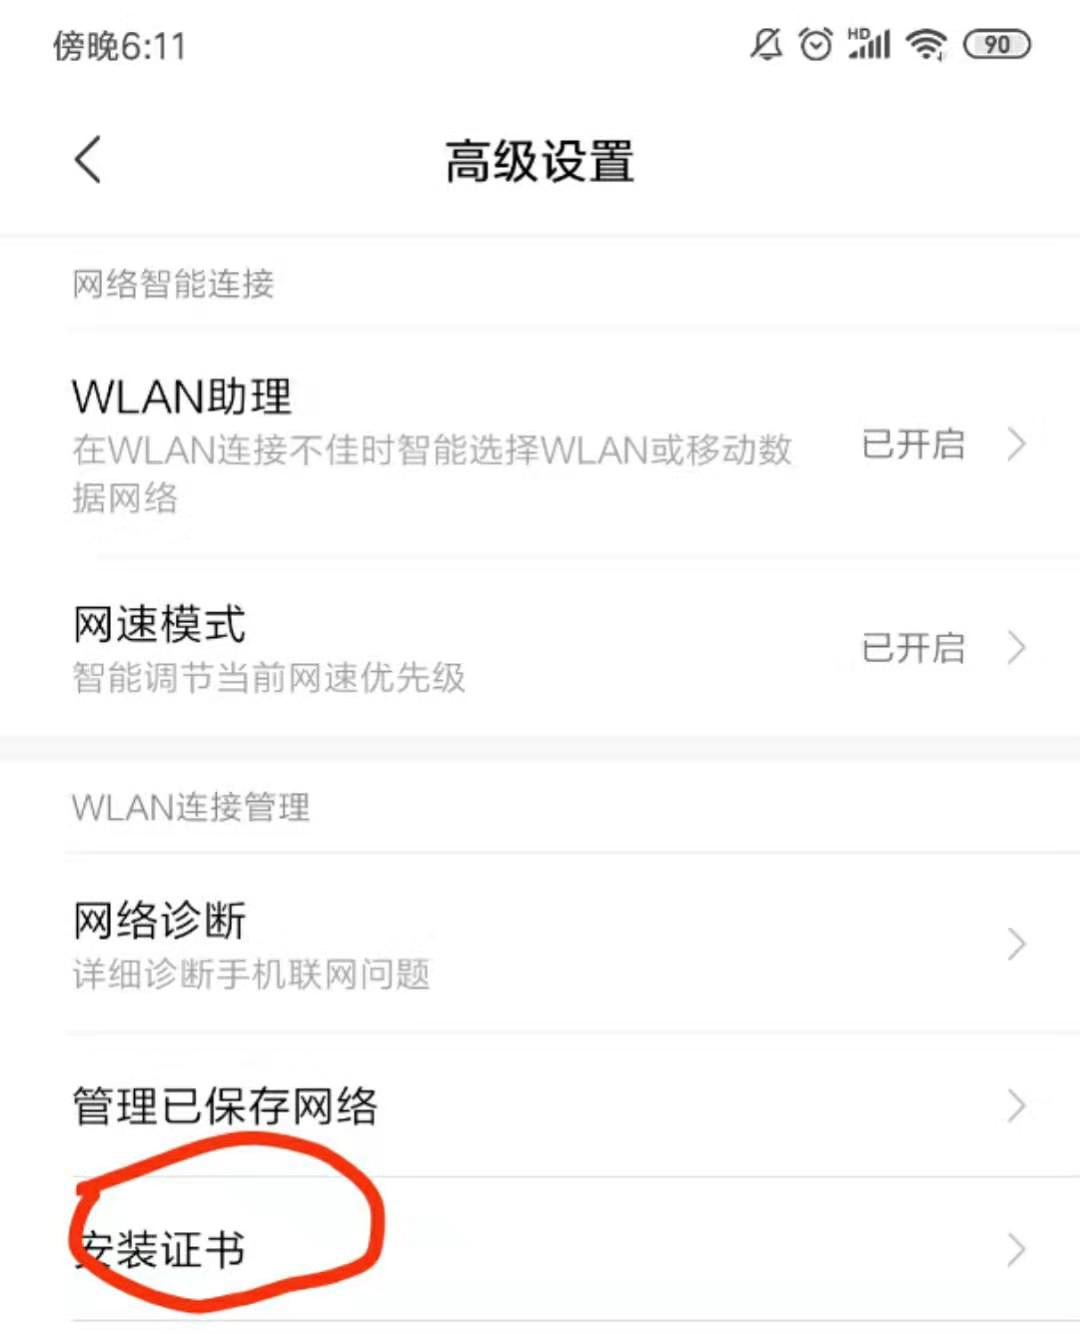 傍晚6:11 HD 90
高级设置
网络智能连接
WLAN助理
在WLAN连接不佳时智能选择WLAN或移动数
据网络
已开启
网速模式
智能调节当前网速优先级
已开启
WLAN连接管理
网络诊断
详细诊断手机联网问题
管理已保存网络
安装证书